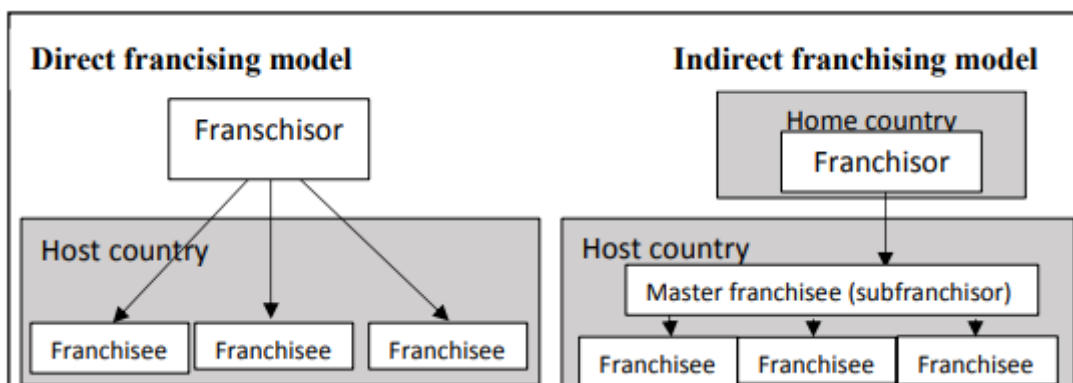 Direct francising model
Franschisor
Host country
Franchisee
Franchisee
Franchisee
Indirect franchising model
Home country
Franchisor
Host country
Master franchisee (subfranchisor)
Franchisee
Franchisee
Franchisee